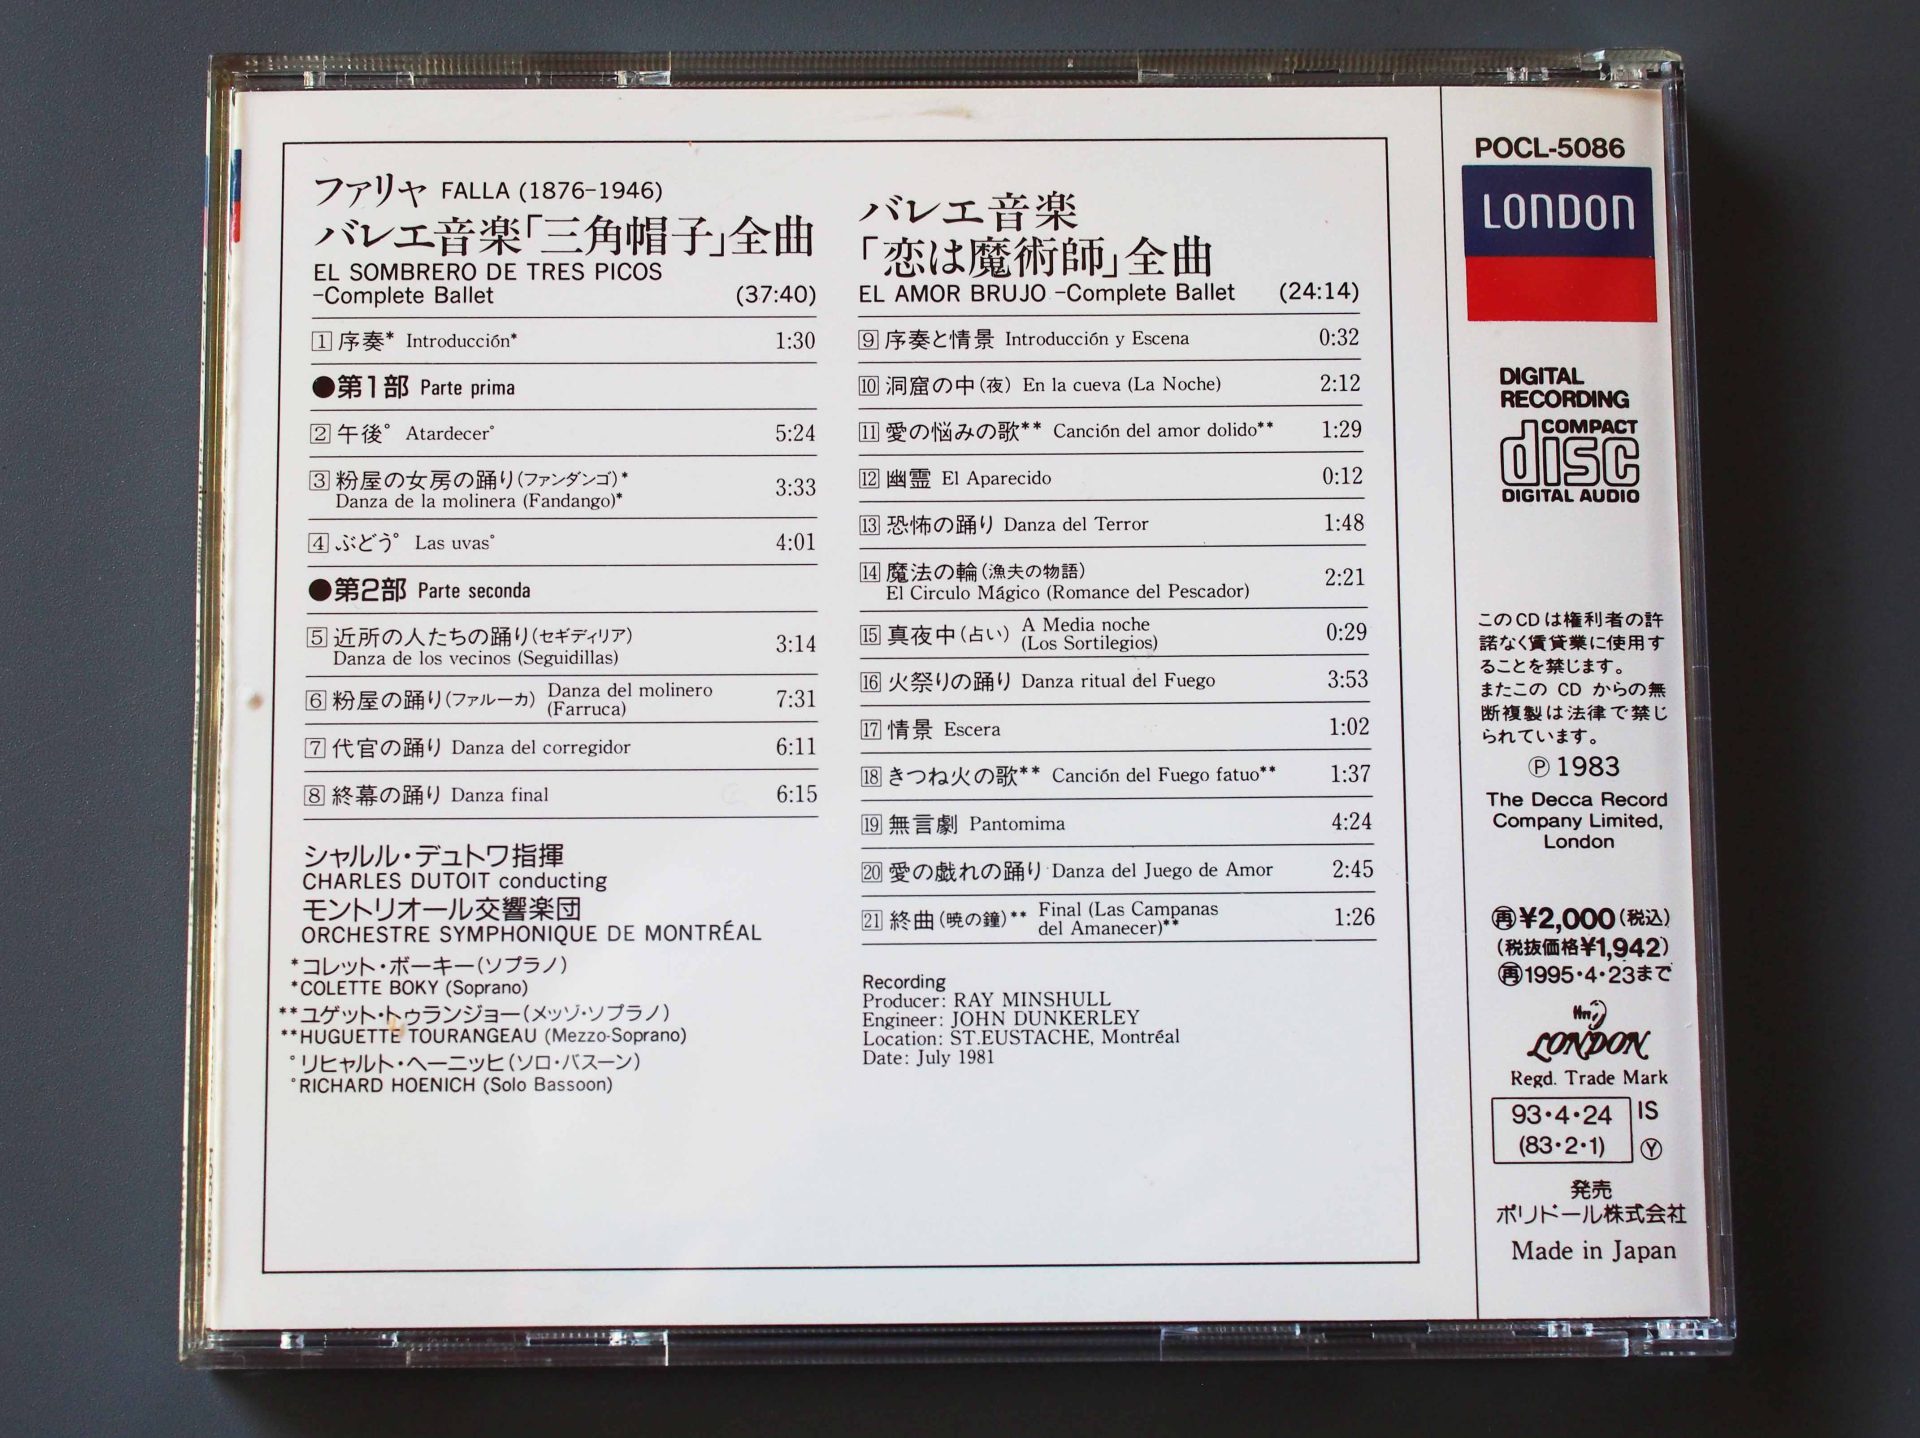 ファリャ FALLA (1876-1946)
バレエ音楽「三角帽子」全曲
EL SOMBRERO DE TRES PICOS
-Complete Ballet (37:40)
1 序奏* Introducción* 1:30
●第1部 Parte prima
2 午後° Atardecer° 5:24
3 粉屋の女房の踊り(ファンダンゴ)*
Danza de la molinera (Fandango)* 3:33
4 ぶどう° Las uvas° 4:01
●第2部 Parte seconda
5 近所の人たちの踊り(セギディリア)
Danza de los vecinos (Seguidillas) 3:14
6 粉屋の踊り(ファルーカ) Danza del molinero
(Farruca) 7:31
7 代官の踊り Danza del corregidor 6:11
8 終幕の踊り Danza final 6:15
シャルル・デュトワ指揮
CHARLES DUTOIT conducting
モントリオール交響楽団
ORCHESTRE SYMPHONIQUE DE MONTRÉAL
*コレット・ボーキー(ソプラノ)
*COLETTE BOKY (Soprano)
**ユゲット・トゥランジョー(メッゾ・ソプラノ)
**HUGUETTE TOURANGEAU (Mezzo-Soprano)
°リヒャルト・ヘーニッヒ(ソロ・バスーン)
°RICHARD HOENICH (Solo Bassoon)
バレエ音楽
「恋は魔術師」全曲
EL AMOR BRUJO -Complete Ballet (24:14)
9 序奏と情景 Introducción y Escena 0:32
10 洞窟の中(夜) En la cueva (La Noche) 2:12
11 愛の悩みの歌** Canción del amor dolido** 1:29
12 幽霊 El Aparecido 0:12
13 恐怖の踊り Danza del Terror 1:48
14 魔法の輪(漁夫の物語)
El Circulo Mágico (Romance del Pescador) 2:21
15 真夜中(占い) A Media noche
(Los Sortilegios) 0:29
16 火祭りの踊り Danza ritual del Fuego 3:53
17 情景 Escera 1:02
18 きつね火の歌** Canción del Fuego fatuo** 1:37
19 無言劇 Pantomima 4:24
20 愛の戯れの踊り Danza del Juego de Amor 2:45
21 終曲(暁の鐘)** Final (Las Campanas
del Amanecer)** 1:26
Recording
Producer: RAY MINSHULL
Engineer: JOHN DUNKERLEY
Location: ST.EUSTACHE, Montréal
Date: July 1981
POCL-5086
LONDON
DIGITAL
RECORDING
COMPACT
disc
DIGITAL AUDIO
このCDは権利者の許
諾なく賃貸業に使用す
ることを禁じます。
またこの CD からの無
断複製は法律で禁じ
られています。
Ⓟ 1983
The Decca Record
Company Limited,
London
㊞¥2,000(税込)
(税抜価格¥1,942)
1995・4・23まで
LONDON
Regd. Trade Mark
93・4・24 IS
(83・2・1) Ⓨ
発売
ポリドール株式会社
Made in Japan